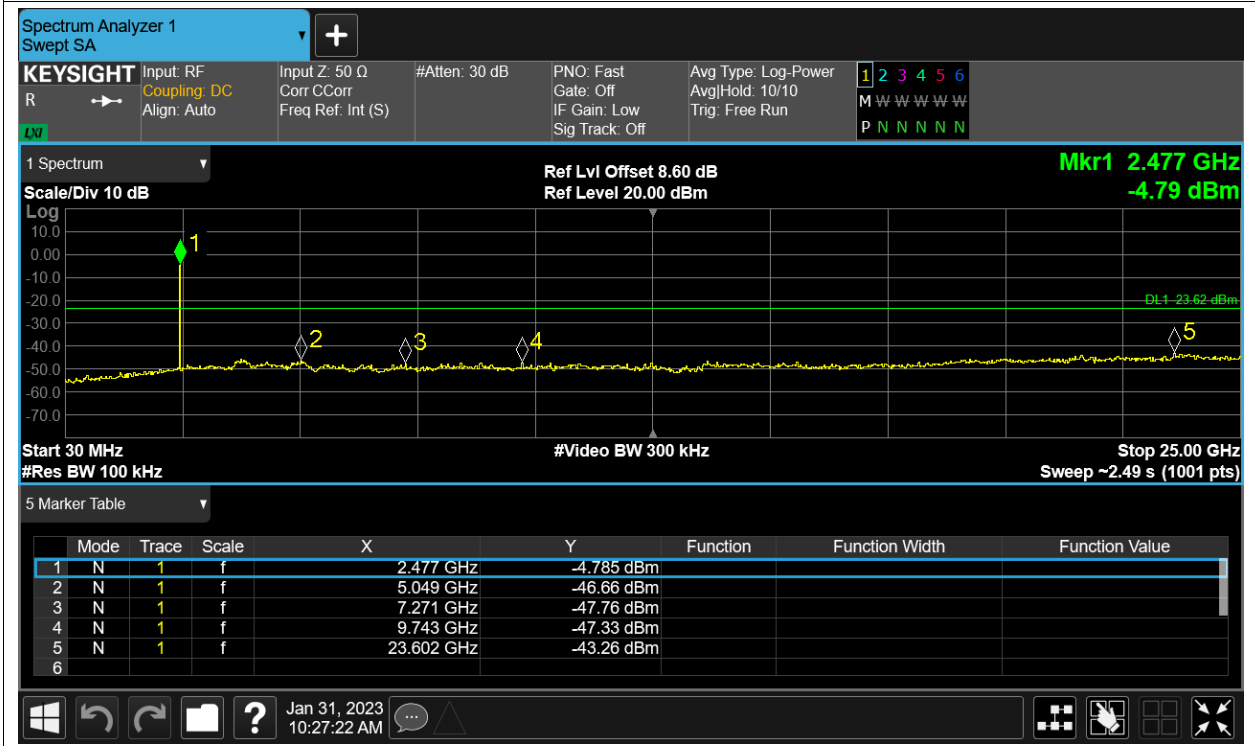 Spectrum Analyzer 1
Swept SA
+
KEYSIGHT
R
LXI
Input: RF
Coupling: DC
Align: Auto
Input Z: 50 Ω
Corr CCorr
Freq Ref: Int (S)
#Atten: 30 dB
PNO: Fast
Gate: Off
IF Gain: Low
Sig Track: Off
Avg Type: Log-Power
Avg|Hold: 10/10
Trig: Free Run
1 2 3 4 5 6
M W W W W W
P N N N N N
1 Spectrum
Scale/Div 10 dB
Ref Lvl Offset 8.60 dB
Ref Level 20.00 dBm
Mkr1 2.477 GHz
-4.79 dBm
Log
10.0
0.00
-10.0
-20.0
-30.0
-40.0
-50.0
-60.0
-70.0
1
2
3
4
5
DL1 -23.62 dBm
Start 30 MHz
#Video BW 300 kHz
Stop 25.00 GHz
#Res BW 100 kHz
Sweep ~2.49 s (1001 pts)
5 Marker Table
Mode Trace Scale X Y Function Function Width Function Value
1 N 1 f 2.477 GHz -4.785 dBm
2 N 1 f 5.049 GHz -46.66 dBm
3 N 1 f 7.271 GHz -47.76 dBm
4 N 1 f 9.743 GHz -47.33 dBm
5 N 1 f 23.602 GHz -43.26 dBm
6
?
Jan 31, 2023
10:27:22 AM